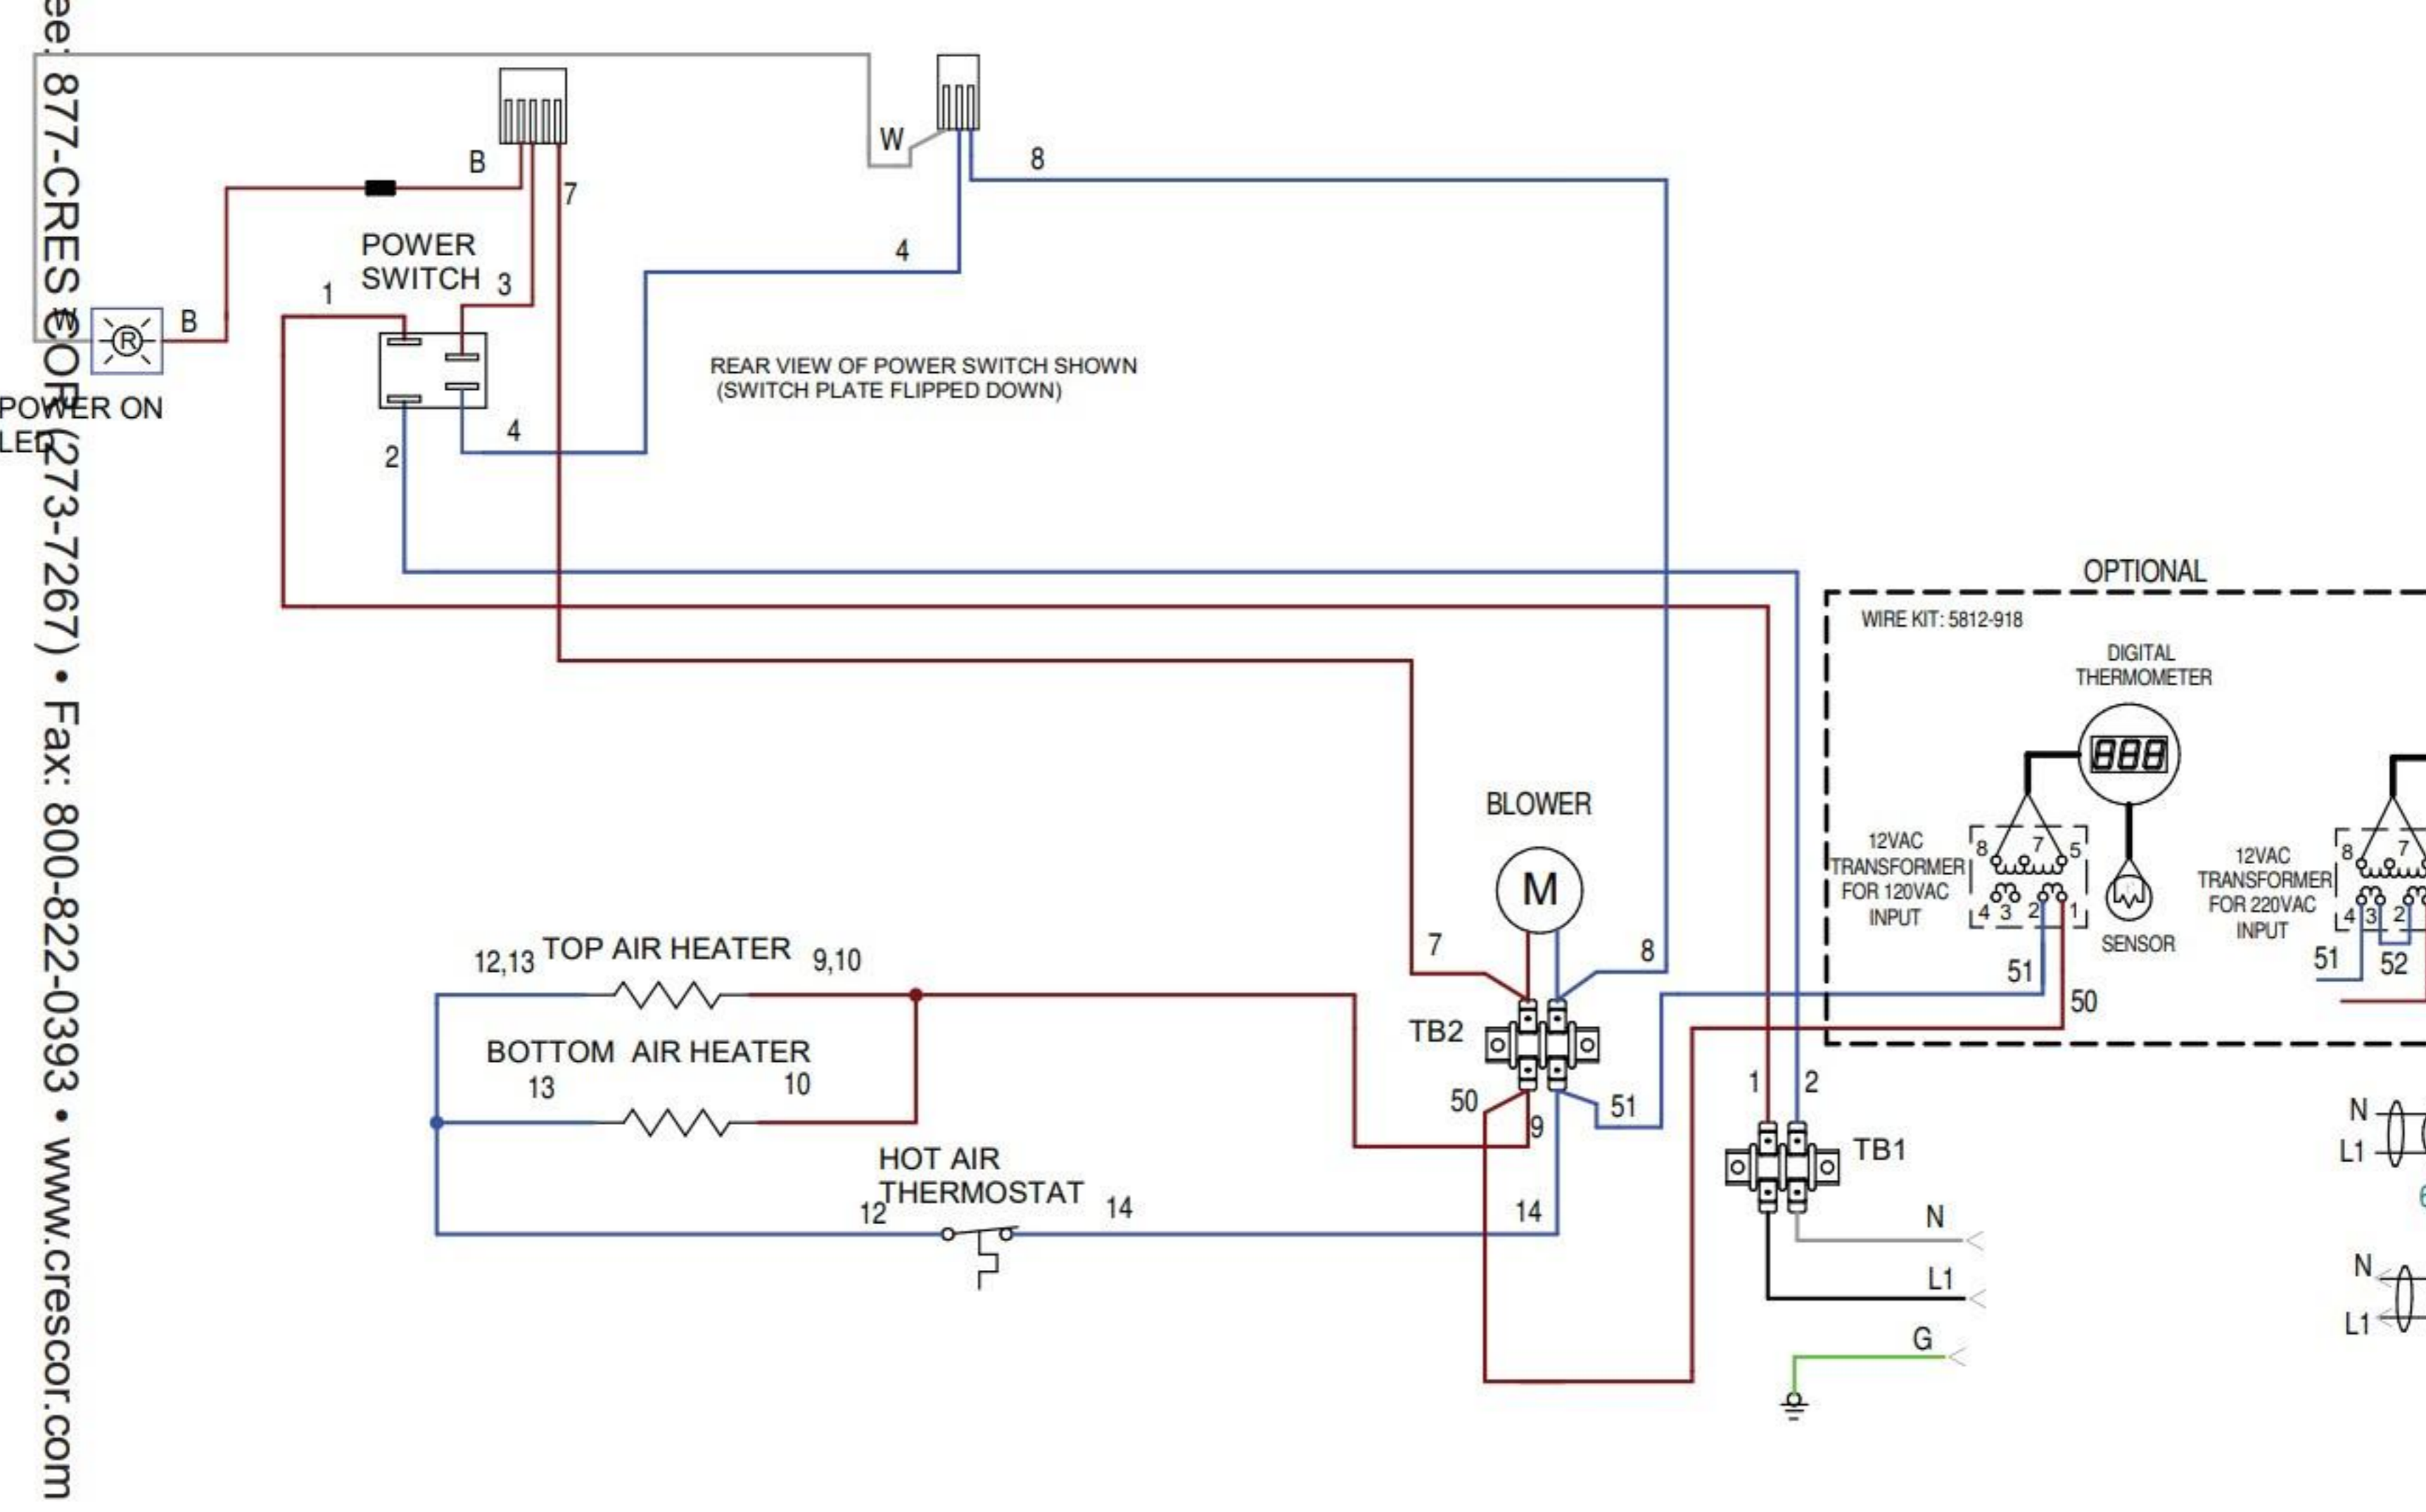 ee: 877-CRES COR (273-7267) • Fax: 800-822-0393 • www.crescor.com
W
B
7
W
8
4
POWER
SWITCH
3
1
W
R
B
POWER ON
LED
REAR VIEW OF POWER SWITCH SHOWN
(SWITCH PLATE FLIPPED DOWN)
4
2
OPTIONAL
WIRE KIT: 5812-918
DIGITAL
THERMOMETER
888
BLOWER
M
12VAC
TRANSFORMER
FOR 120VAC
INPUT
8 7 5
4 3 2 1
SENSOR
51
50
12VAC
TRANSFORMER
FOR 220VAC
INPUT
8 7
4 3 2
51
52
7
8
12,13
TOP AIR HEATER
9,10
TB2
BOTTOM AIR HEATER
13
10
50
9
51
1
2
TB1
HOT AIR
THERMOSTAT
12
14
14
N
L1
G
N
L1
6
N
L1